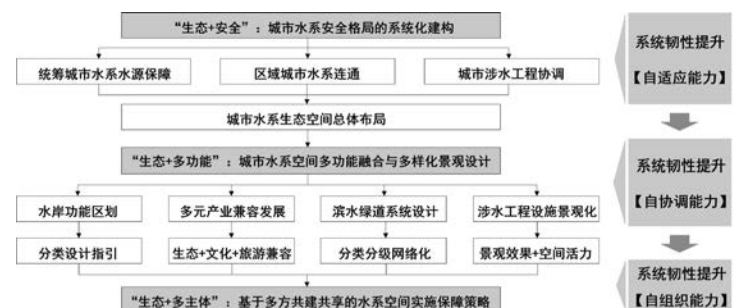 “生态+安全”：城市水系安全格局的系统化建构
统筹城市水系水源保障
区域城市水系连通
城市涉水工程协调
城市水系生态空间总体布局
系统韧性提升
【自适应能力】
“生态+多功能”：城市水系空间多功能融合与多样化景观设计
水岸功能区划
多元产业兼容发展
滨水绿道系统设计
涉水工程设施景观化
分类设计指引
生态+文化+旅游兼容
分类分级网络化
景观效果+空间活力
系统韧性提升
【自协调能力】
“生态+多主体”：基于多方共建共享的水系空间实施保障策略
系统韧性提升
【自组织能力】